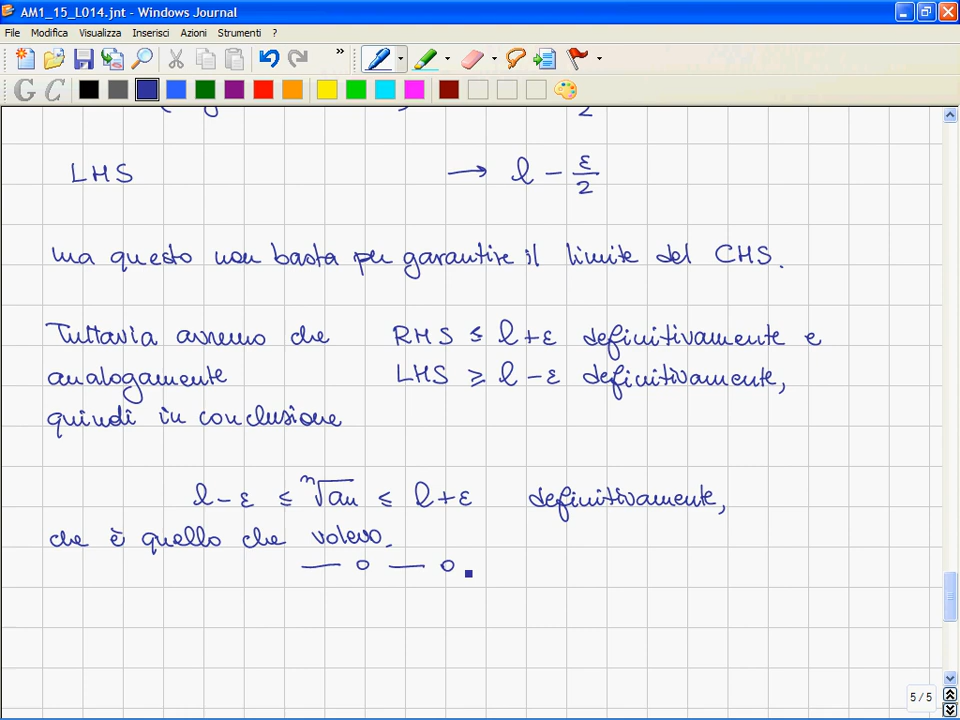 AM1_15_L014.jnt - Windows Journal
File Modifica Visualizza Inserisci Azioni Strumenti ?
LHS → l - ε/2
ma questo non basta per garantire il limite del CHS.
Tuttavia avremo che RHS ≤ l+ε definitivamente e
analogamente LHS ≥ l-ε definitivamente,
quindi in conclusione
l-ε ≤ ⁿ√an ≤ l+ε definitivamente,
che è quello che volevo.
— o — o
5 / 5